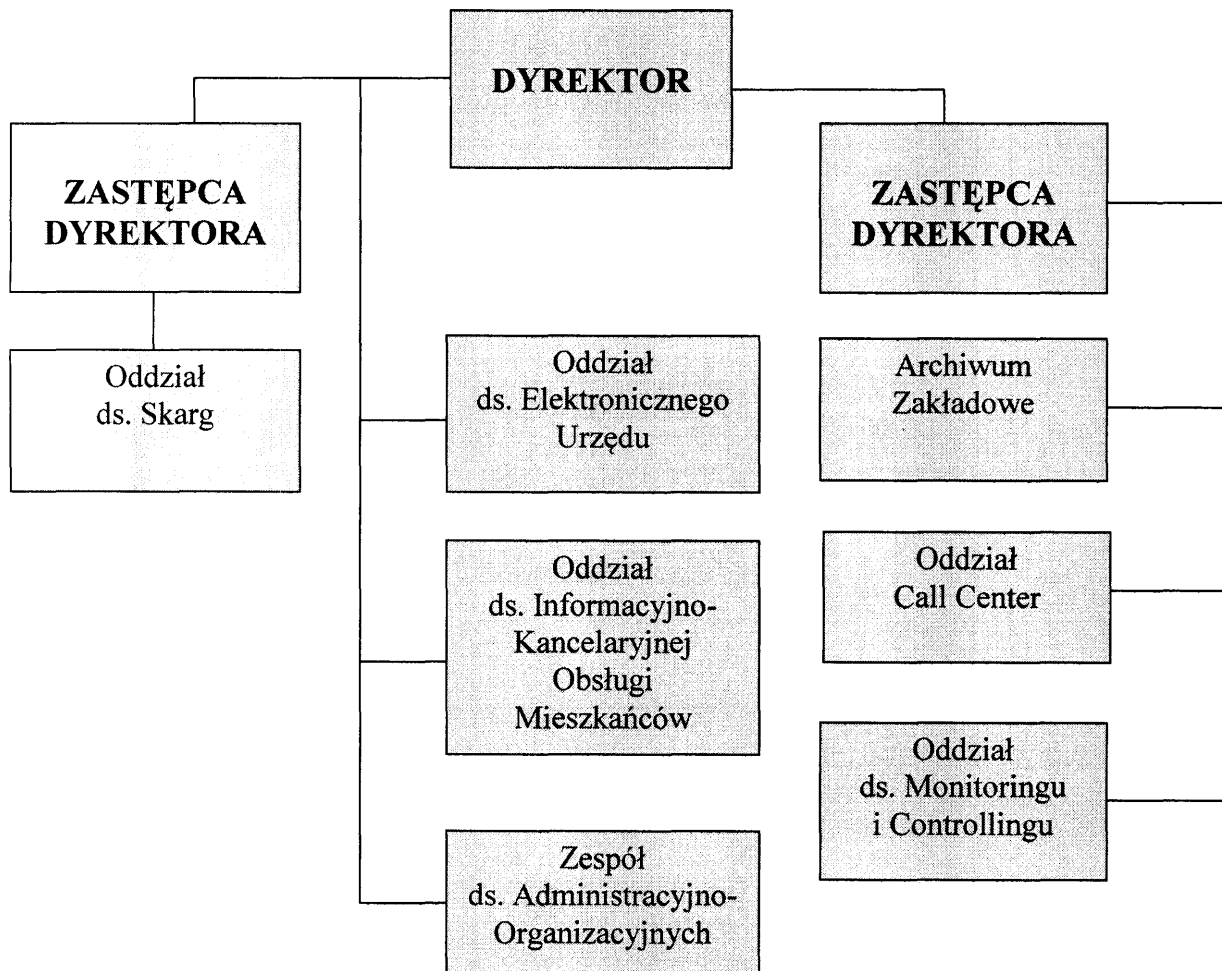 DYREKTOR
ZASTĘPCA
DYREKTORA
ZASTĘPCA
DYREKTORA
Oddział
ds. Skarg
Oddział
ds. Elektronicznego
Urzędu
Archiwum
Zakładowe
Oddział
ds. Informacyjno-
Kancelaryjnej
Obsługi
Mieszkańców
Oddział
Call Center
Oddział
ds. Monitoringu
i Controllingu
Zespół
ds. Administracyjno-
Organizacyjnych